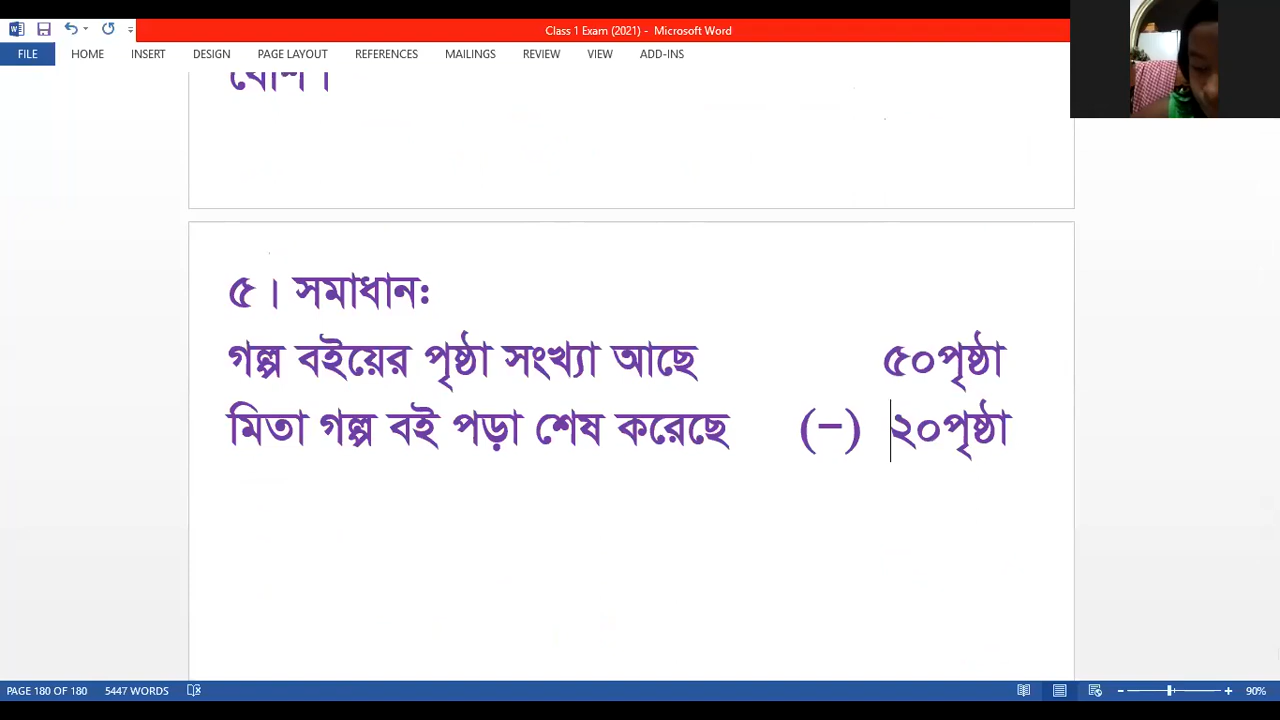 Class 1 Exam (2021) - Microsoft Word
FILE HOME INSERT DESIGN PAGE LAYOUT REFERENCES MAILINGS REVIEW VIEW ADD-INS
৫। সমাধান:
গল্প বইয়ের পৃষ্ঠা সংখ্যা আছে ৫০পৃষ্ঠা
মিতা গল্প বই পড়া শেষ করেছে (-) ২০পৃষ্ঠা
PAGE 180 OF 180 5447 WORDS 90%